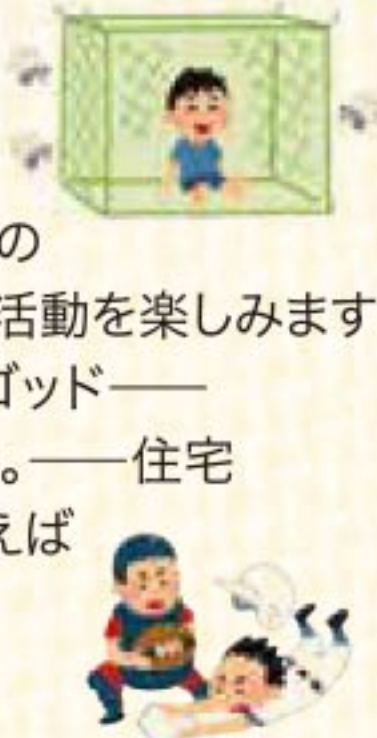 の
活動を楽しみます
ゴッド——
。——住宅
えば